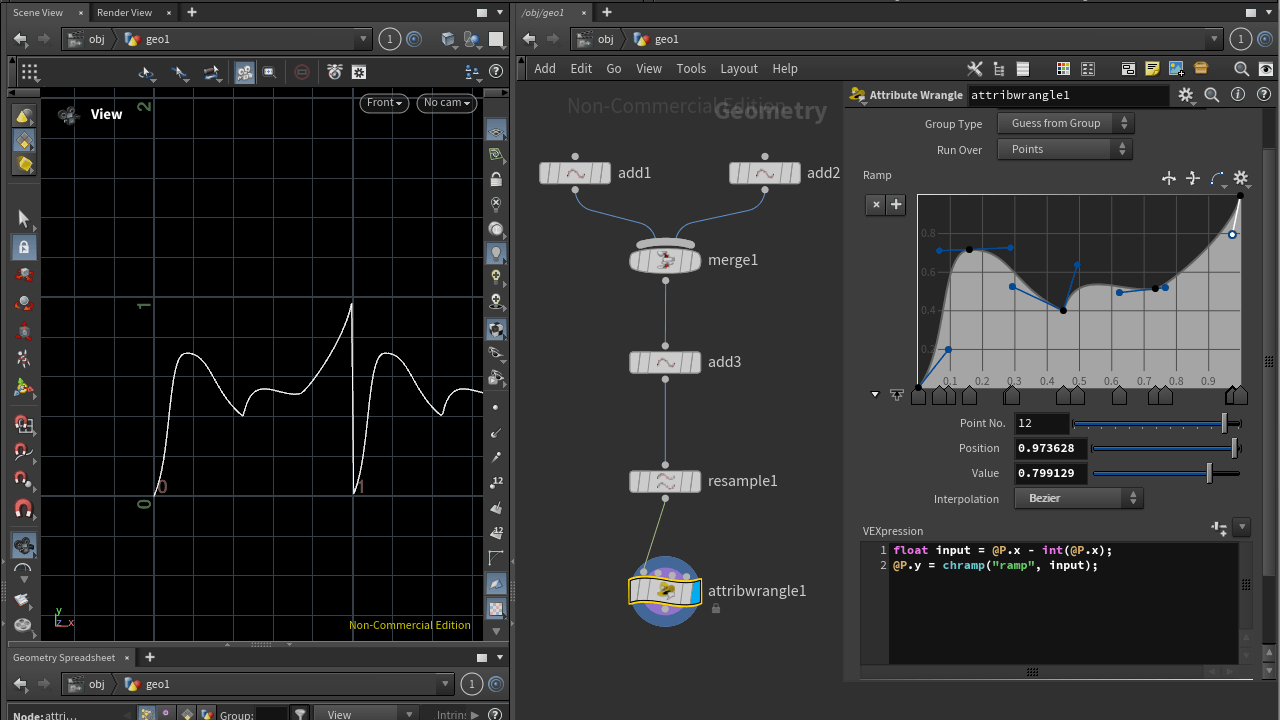 Scene View
Render View
obj
geo1
1
View
Front
No cam
2
1
0
0
1
12
12
y
z x
Non-Commercial Edition
Geometry Spreadsheet
obj
geo1
1
Node: attri...
Group:
View
Intrin:
/obj/geo1
obj
geo1
1
Add
Edit
Go
View
Tools
Layout
Help
Non-Commercial Edition
Geometry
add1
add2
merge1
add3
resample1
attribwrangle1
Attribute Wrangle
attribwrangle1
Group Type
Guess from Group
Run Over
Points
Ramp
0.8
0.6
0.4
0.2
0.1
0.2
0.3
0.4
0.5
0.6
0.7
0.8
0.9
Point No.
12
Position
0.973628
Value
0.799129
Interpolation
Bezier
VEXpression
1 float input = @P.x - int(@P.x);
2 @P.y = chramp("ramp", input);